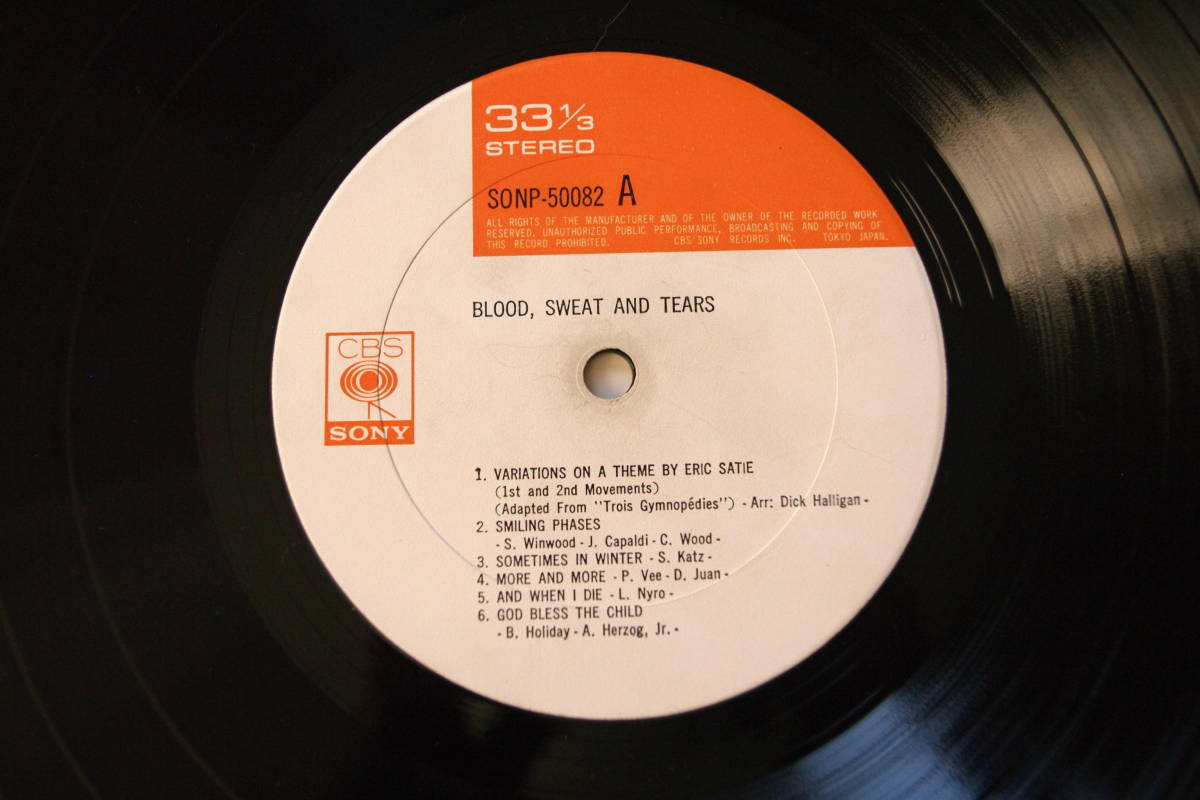 33 1/3
STEREO
SONP-50082 A
ALL RIGHTS OF THE MANUFACTURER AND OF THE OWNER OF THE RECORDED WORK
RESERVED. UNAUTHORIZED PUBLIC PERFORMANCE, BROADCASTING AND COPYING OF
THIS RECORD PROHIBITED. CBS/SONY RECORDS INC. TOKYO JAPAN.
BLOOD, SWEAT AND TEARS
CBS
SONY
1. VARIATIONS ON A THEME BY ERIC SATIE
(1st and 2nd Movements)
(Adapted From "Trois Gymnopédies") - Arr: Dick Halligan -
2. SMILING PHASES
- S. Winwood - J. Capaldi - C. Wood -
3. SOMETIMES IN WINTER - S. Katz -
4. MORE AND MORE - P. Vee - D. Juan -
5. AND WHEN I DIE - L. Nyro -
6. GOD BLESS THE CHILD
- B. Holiday - A. Herzog, Jr. -